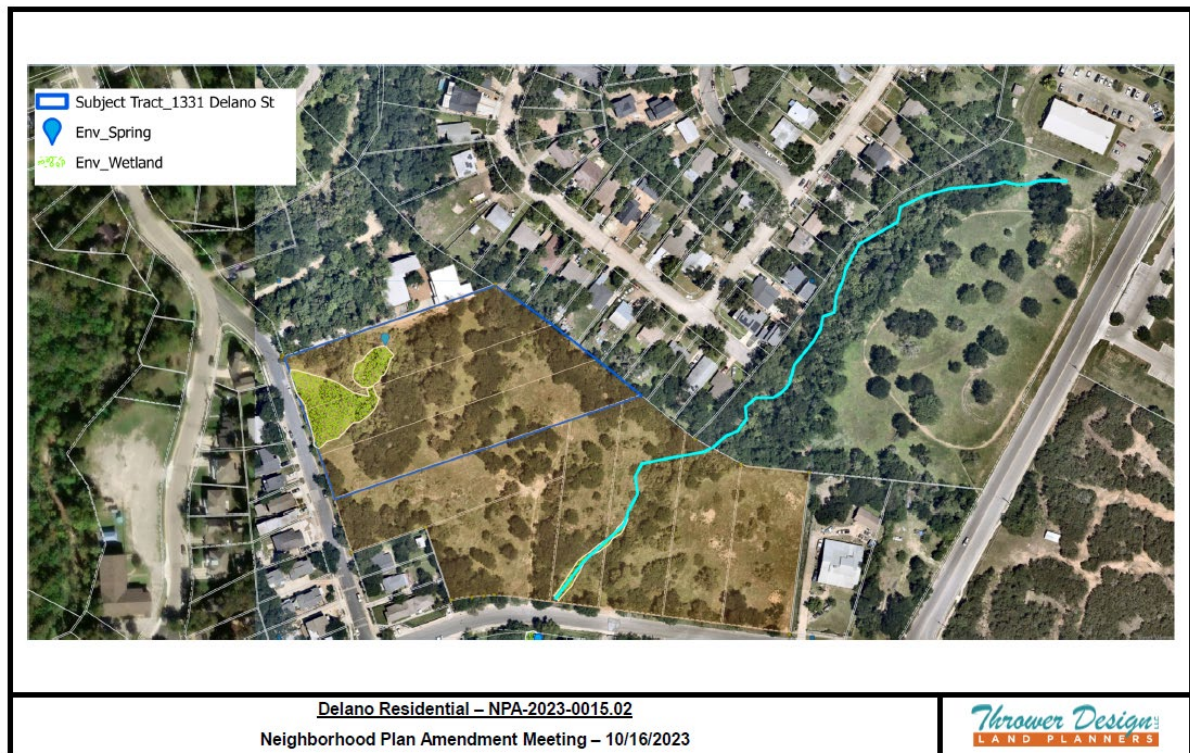 Subject Tract_1331 Delano St
Env_Spring
Env_Wetland
Delano Residential – NPA-2023-0015.02
Neighborhood Plan Amendment Meeting – 10/16/2023
Thrower Design LLC
LAND PLANNERS